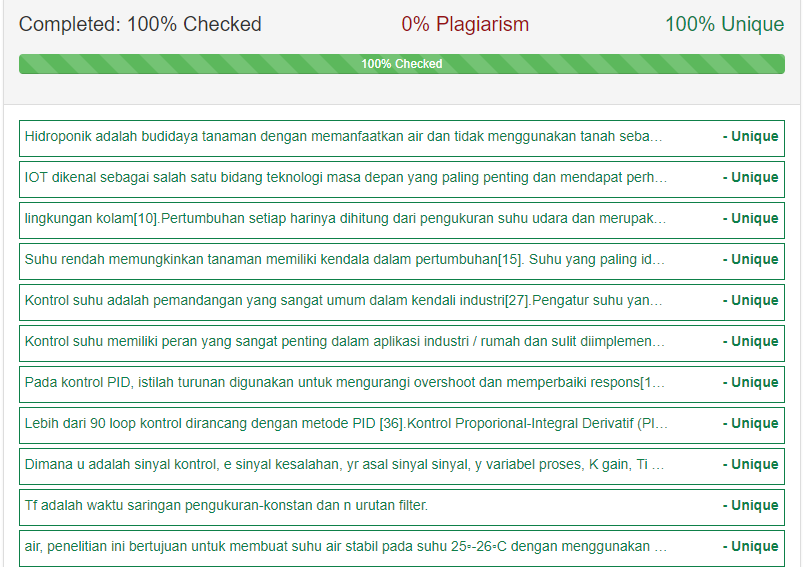 Completed: 100% Checked 0% Plagiarism 100% Unique
100% Checked
Hidroponik adalah budidaya tanaman dengan memanfaatkan air dan tidak menggunakan tanah seba... - Unique
IOT dikenal sebagai salah satu bidang teknologi masa depan yang paling penting dan mendapat perh... - Unique
lingkungan kolam[10].Pertumbuhan setiap harinya dihitung dari pengukuran suhu udara dan merupak... - Unique
Suhu rendah memungkinkan tanaman memiliki kendala dalam pertumbuhan[15]. Suhu yang paling id... - Unique
Kontrol suhu adalah pemandangan yang sangat umum dalam kendali industri[27].Pengatur suhu yan... - Unique
Kontrol suhu memiliki peran yang sangat penting dalam aplikasi industri / rumah dan sulit diimplemen... - Unique
Pada kontrol PID, istilah turunan digunakan untuk mengurangi overshoot dan memperbaiki respons[1... - Unique
Lebih dari 90 loop kontrol dirancang dengan metode PID [36].Kontrol Proporional-Integral Derivatif (PI... - Unique
Dimana u adalah sinyal kontrol, e sinyal kesalahan, yr asal sinyal sinyal, y variabel proses, K gain, Ti ... - Unique
Tf adalah waktu saringan pengukuran-konstan dan n urutan filter. - Unique
air, penelitian ini bertujuan untuk membuat suhu air stabil pada suhu 25◦-26◦C dengan menggunakan ... - Unique